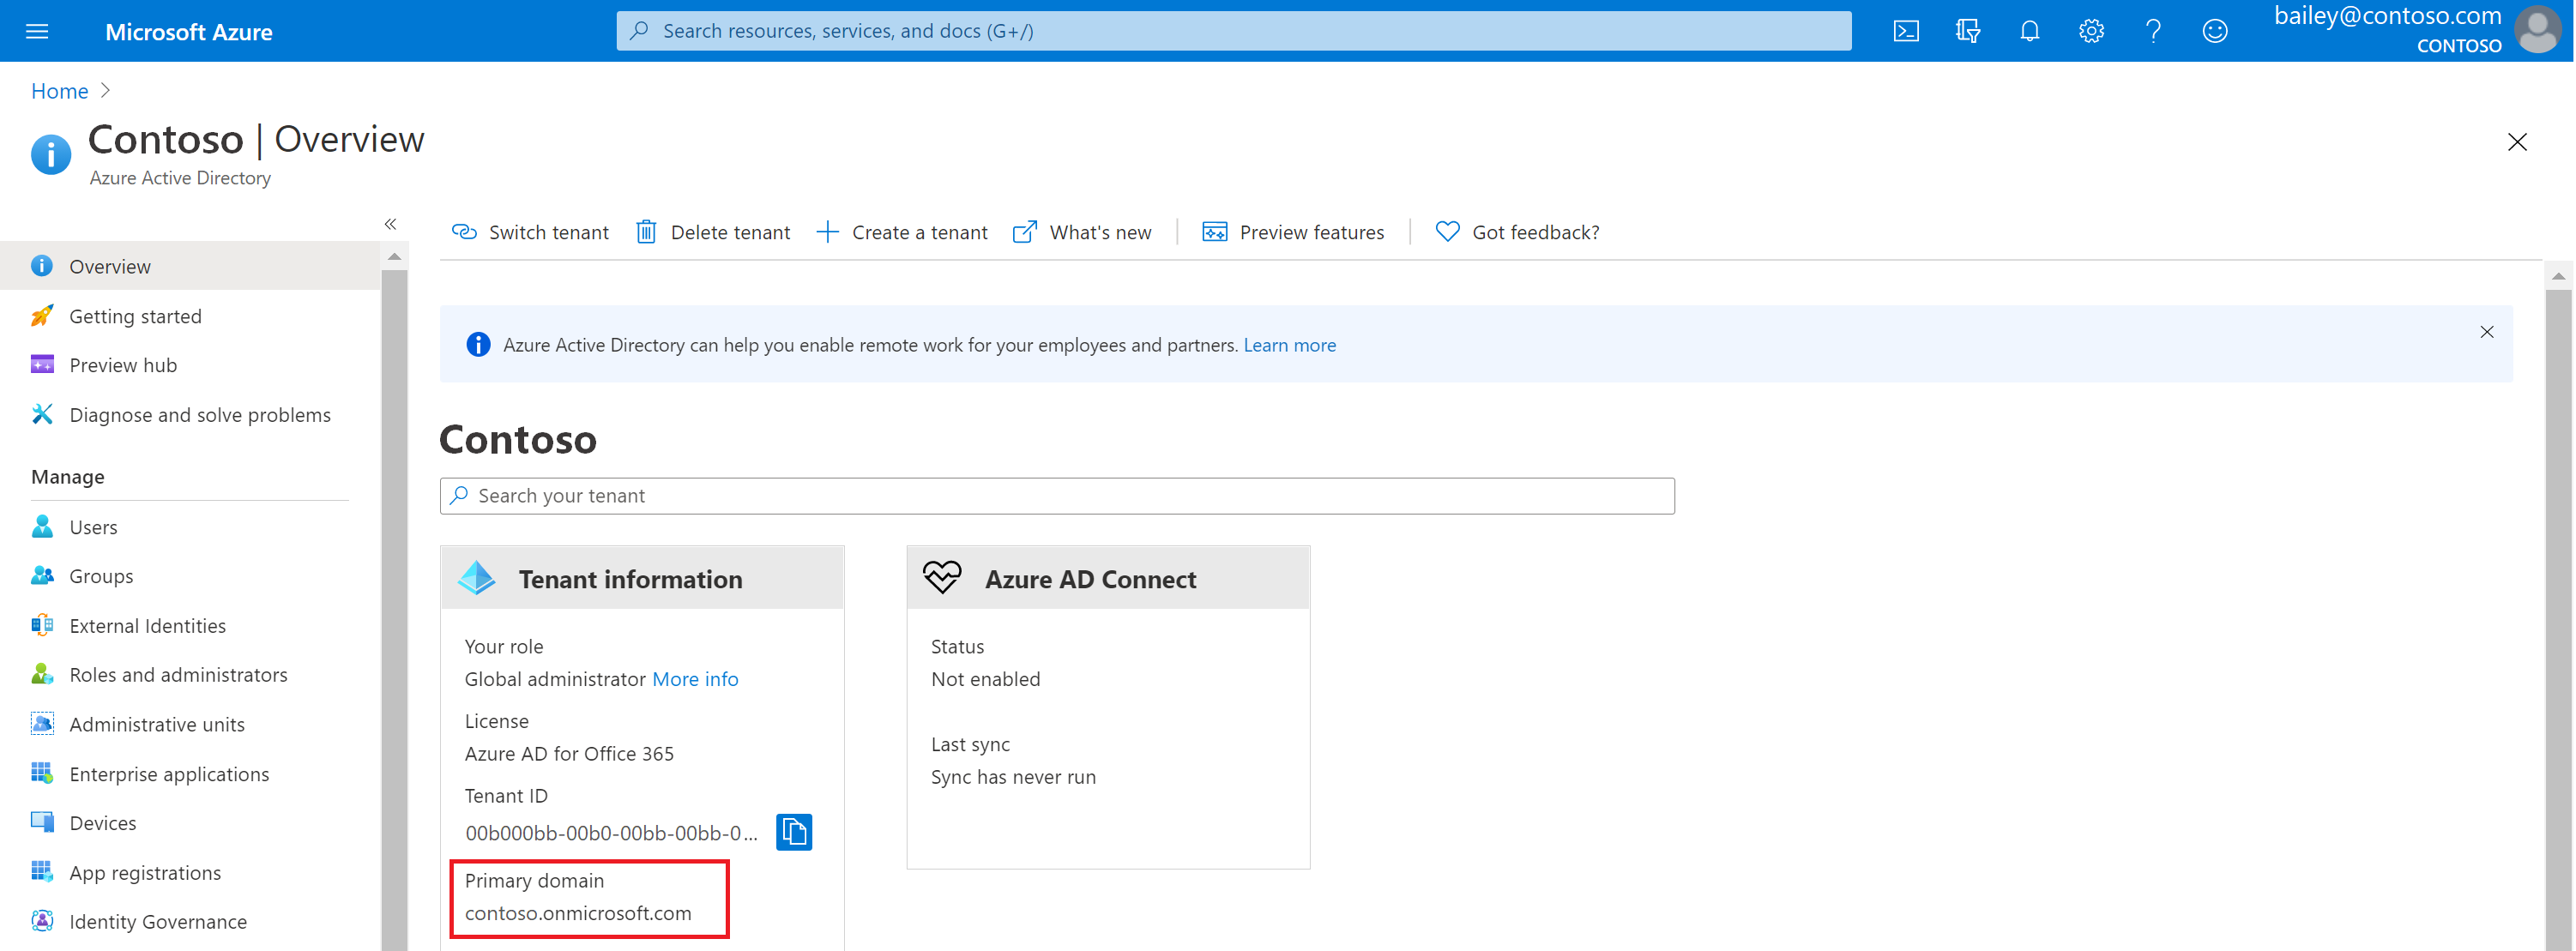 Microsoft Azure
Search resources, services, and docs (G+/)
bailey@contoso.com
CONTOSO
Home
Contoso | Overview
Azure Active Directory
Switch tenant
Delete tenant
Create a tenant
What's new
Preview features
Got feedback?
Overview
Getting started
Preview hub
Diagnose and solve problems
Manage
Users
Groups
External Identities
Roles and administrators
Administrative units
Enterprise applications
Devices
App registrations
Identity Governance
Azure Active Directory can help you enable remote work for your employees and partners. Learn more
Contoso
Search your tenant
Tenant information
Your role
Global administrator More info
License
Azure AD for Office 365
Tenant ID
00b000bb-00b0-00bb-00bb-0...
Primary domain
contoso.onmicrosoft.com
Azure AD Connect
Status
Not enabled
Last sync
Sync has never run